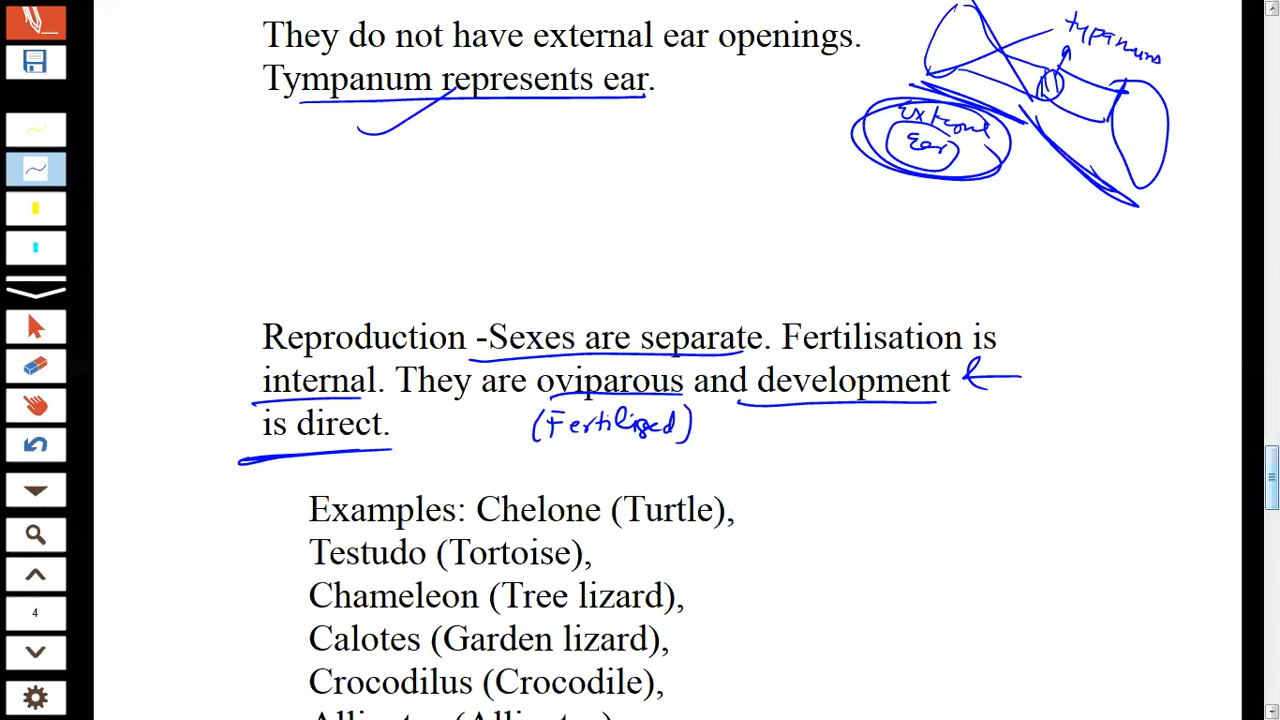 They do not have external ear openings.
Tympanum represents ear.
typanums
external
Ear
Reproduction -Sexes are separate. Fertilisation is
internal. They are oviparous and development
is direct.
(Fertilized)
Examples: Chelone (Turtle),
Testudo (Tortoise),
Chameleon (Tree lizard),
Calotes (Garden lizard),
Crocodilus (Crocodile),
4